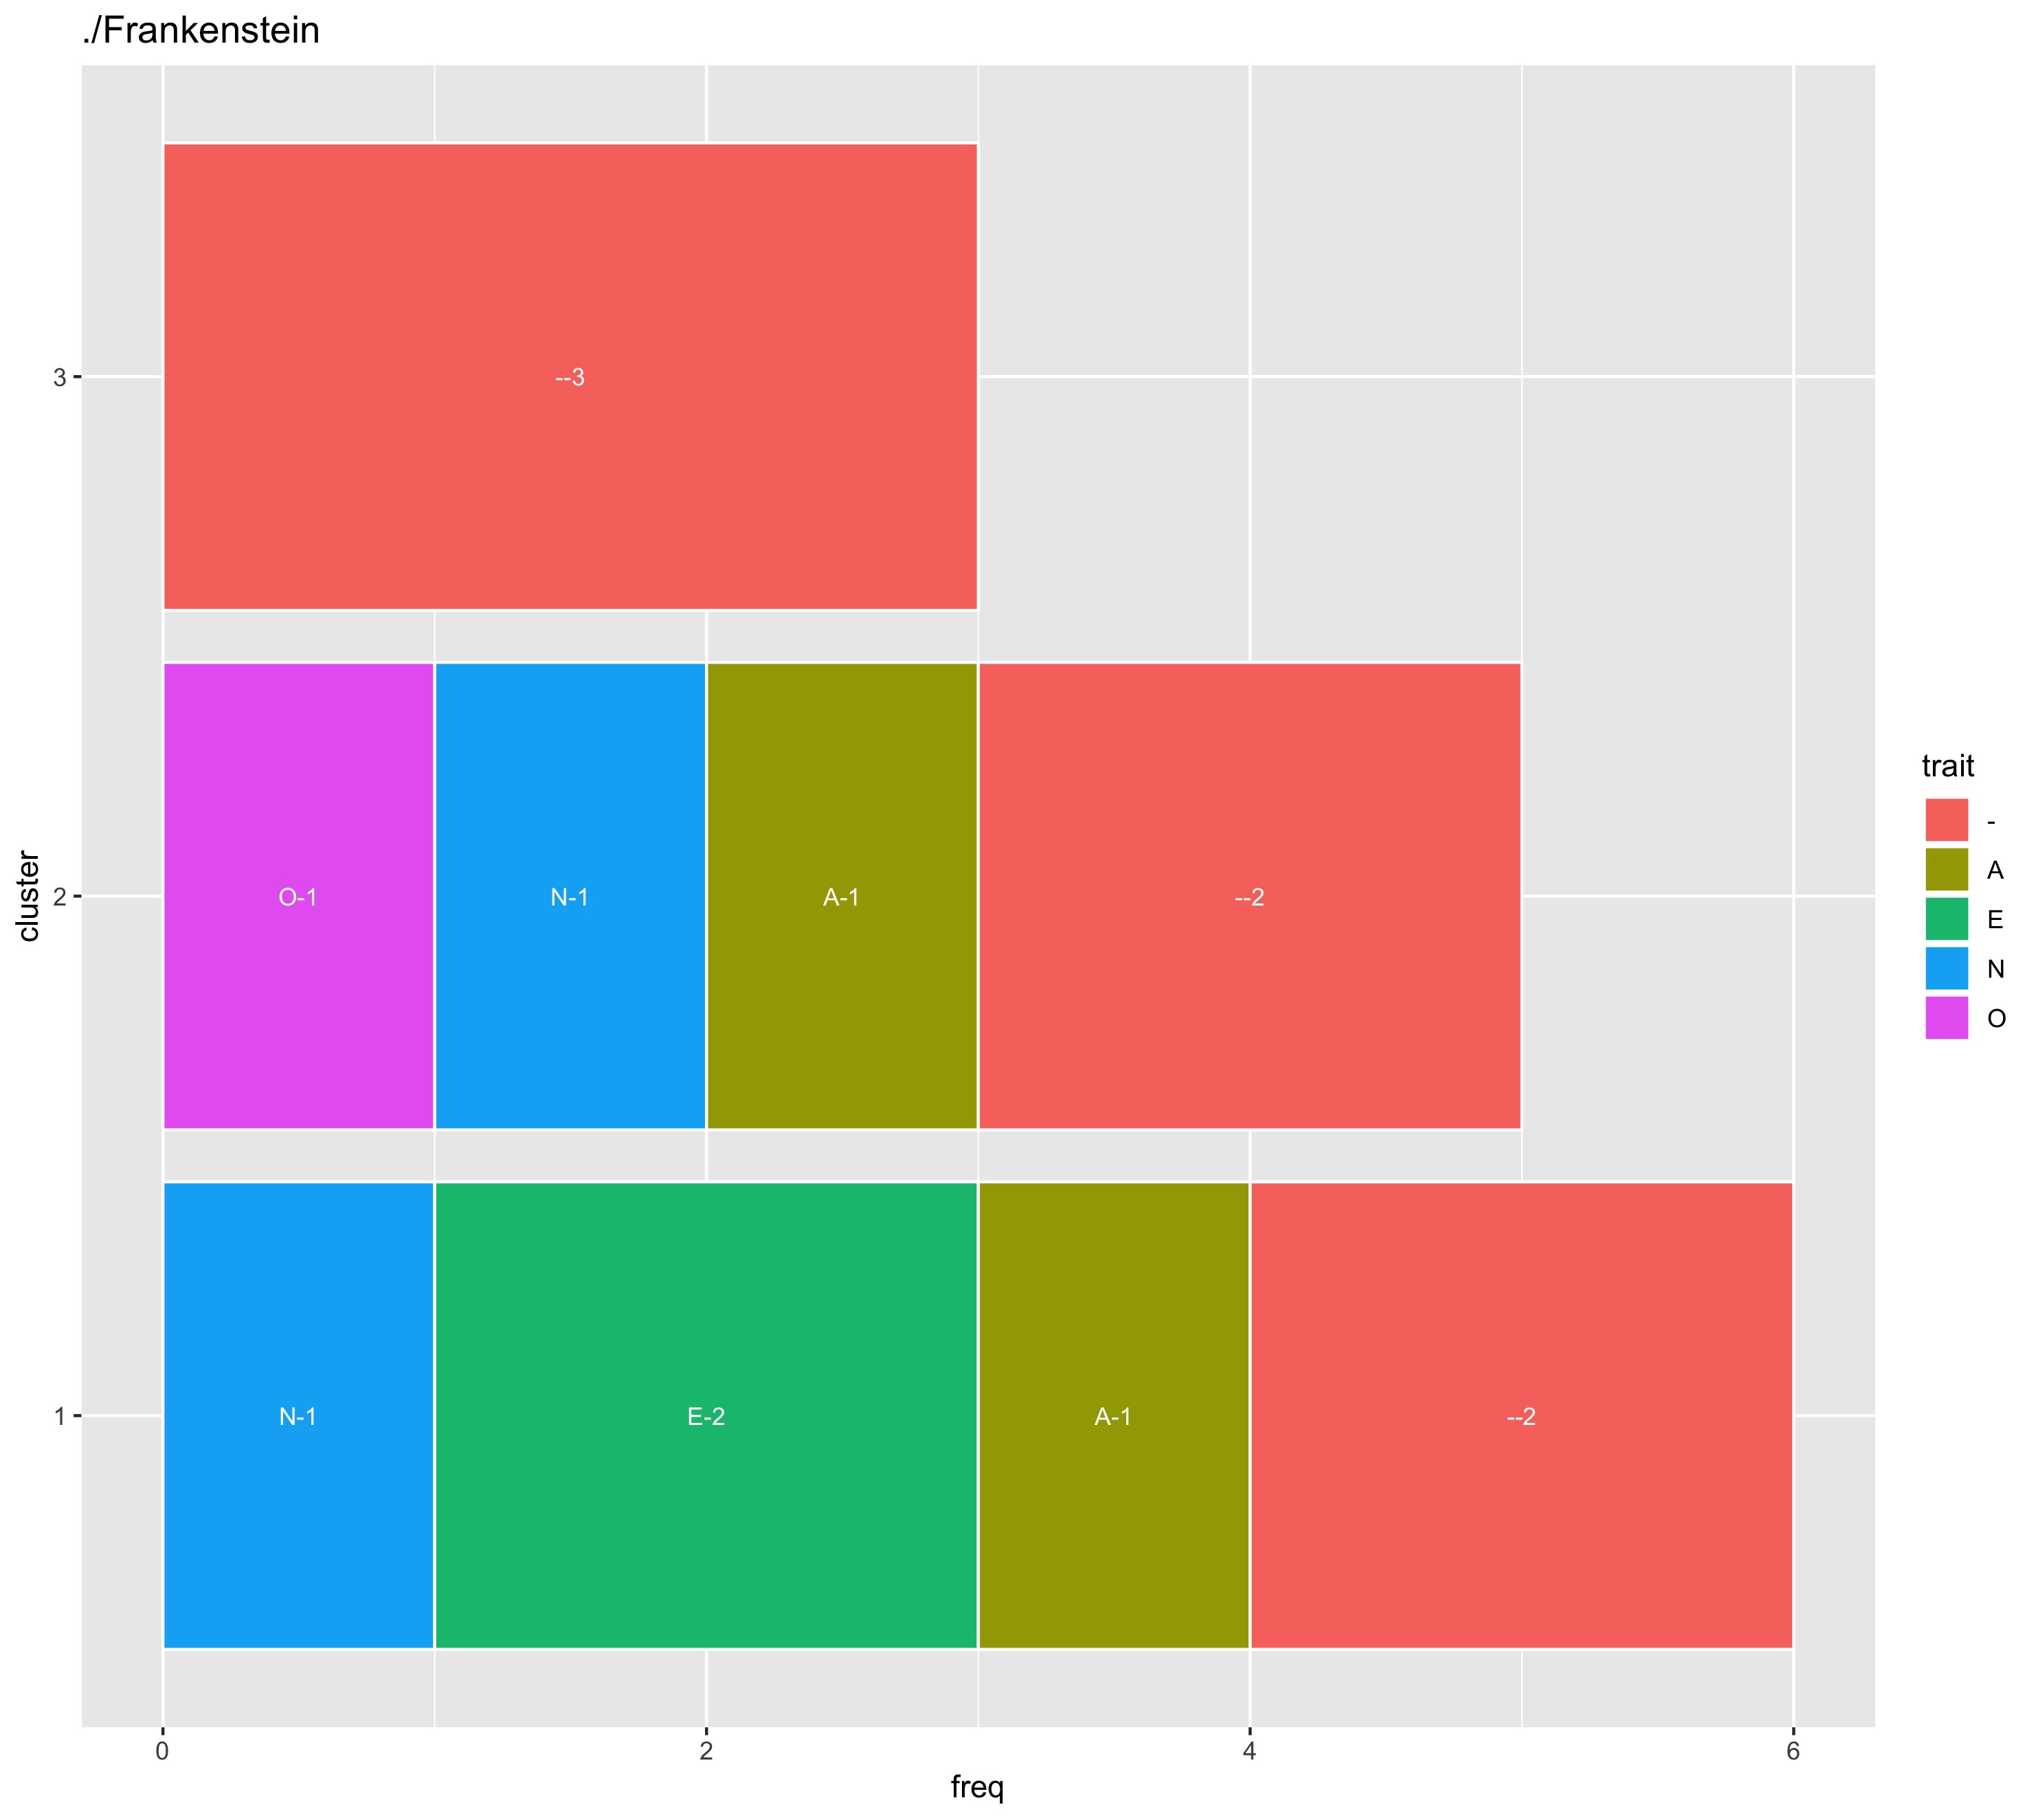 ./Frankenstein
3
--3
cluster
2
O-1
N-1
A-1
--2
1
N-1
E-2
A-1
--2
0
2
4
6
freq
trait
-
A
E
N
O